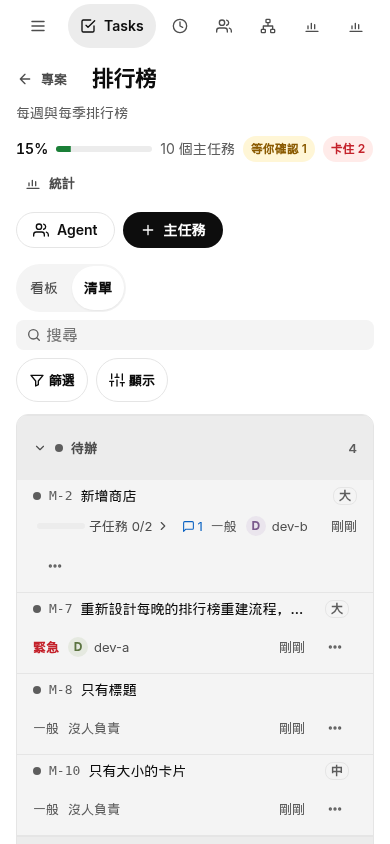 Tasks
專案 排行榜
每週與每季排行榜
15% 10 個主任務 等你確認 1 卡住 2
統計
Agent 主任務
看板 清單
搜尋
篩選 顯示
待辦 4
M-2 新增商店 大
子任務 0/2 1 一般 D dev-b 剛剛
M-7 重新設計每晚的排行榜重建流程，... 大
緊急 D dev-a 剛剛
M-8 只有標題
一般 沒人負責 剛剛
M-10 只有大小的卡片 中
一般 沒人負責 剛剛